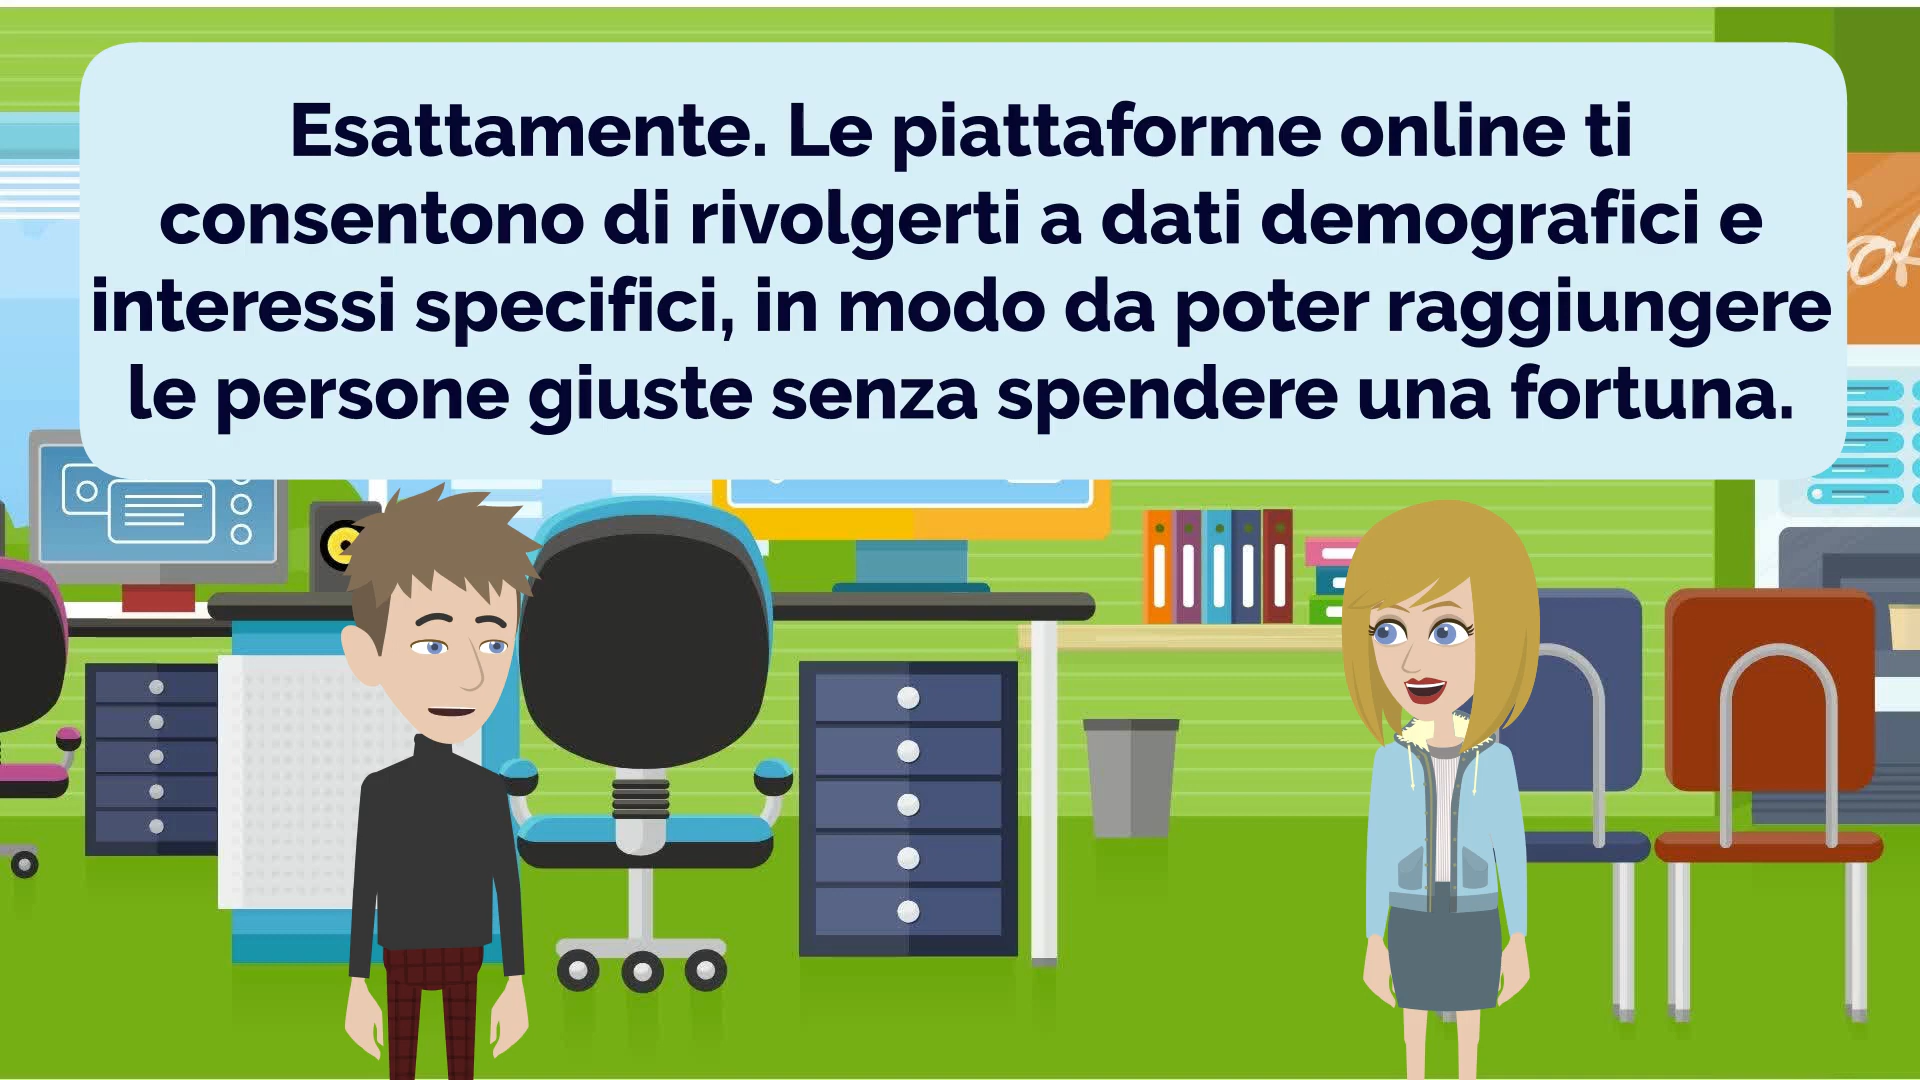 Esattamente. Le piattaforme online ti
consentono di rivolgerti a dati demografici e
interessi specifici, in modo da poter raggiungere
le persone giuste senza spendere una fortuna.